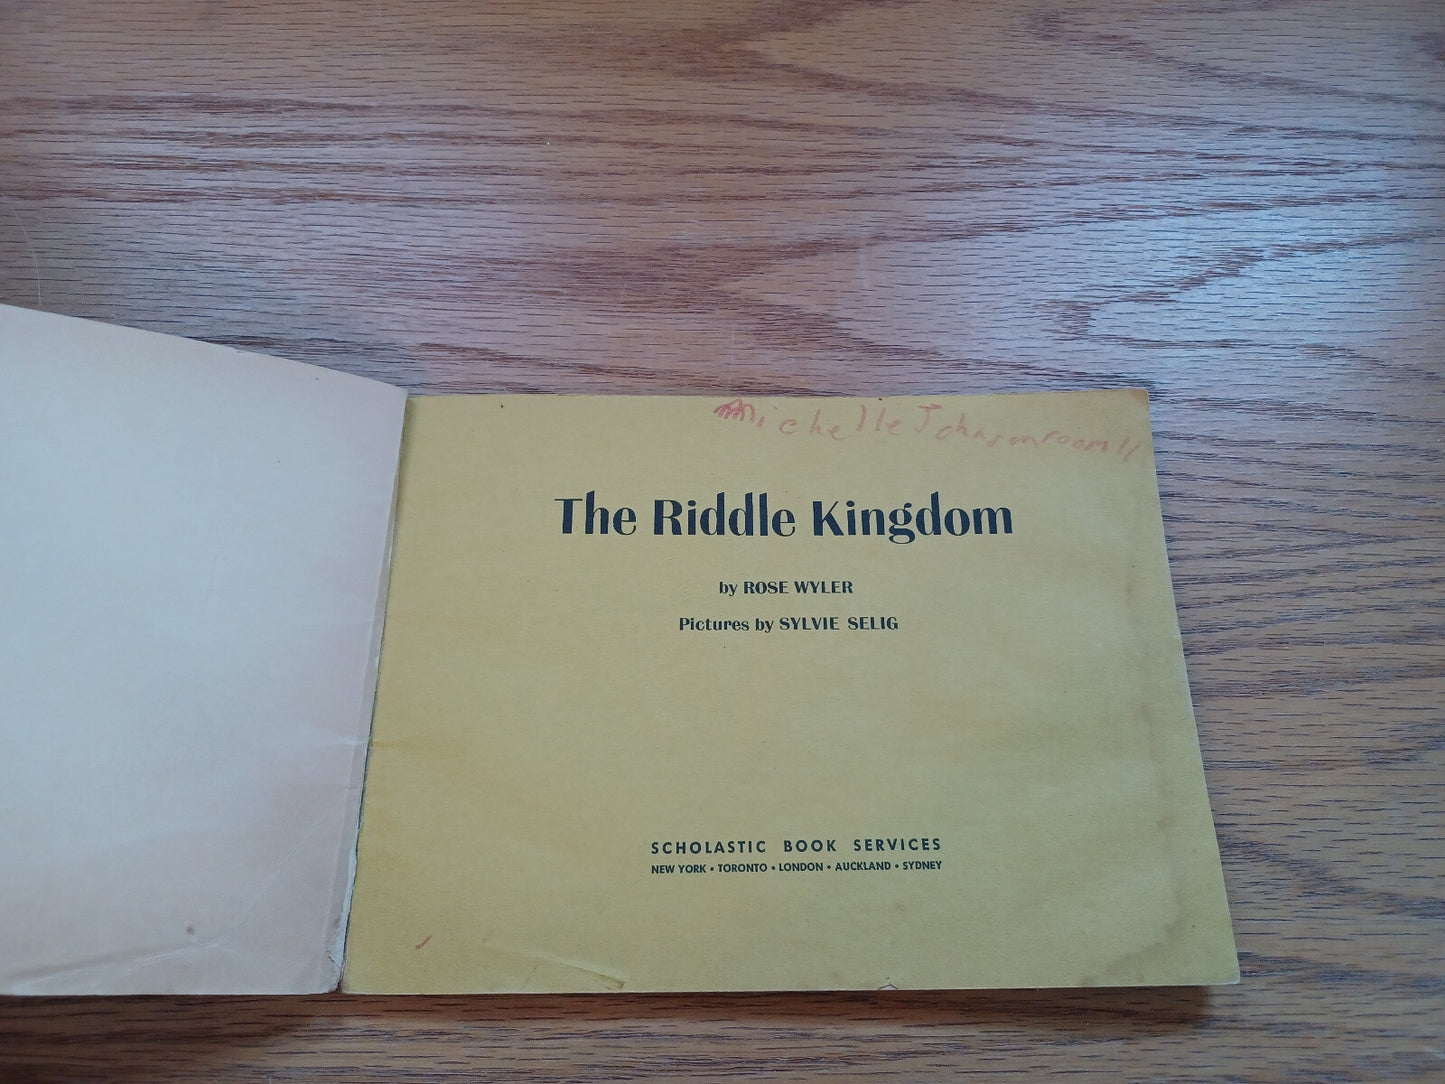 Michelle Johnson room 11
The Riddle Kingdom
by ROSE WYLER
Pictures by SYLVIE SELIG
SCHOLASTIC BOOK SERVICES
NEW YORK • TORONTO • LONDON • AUCKLAND • SYDNEY